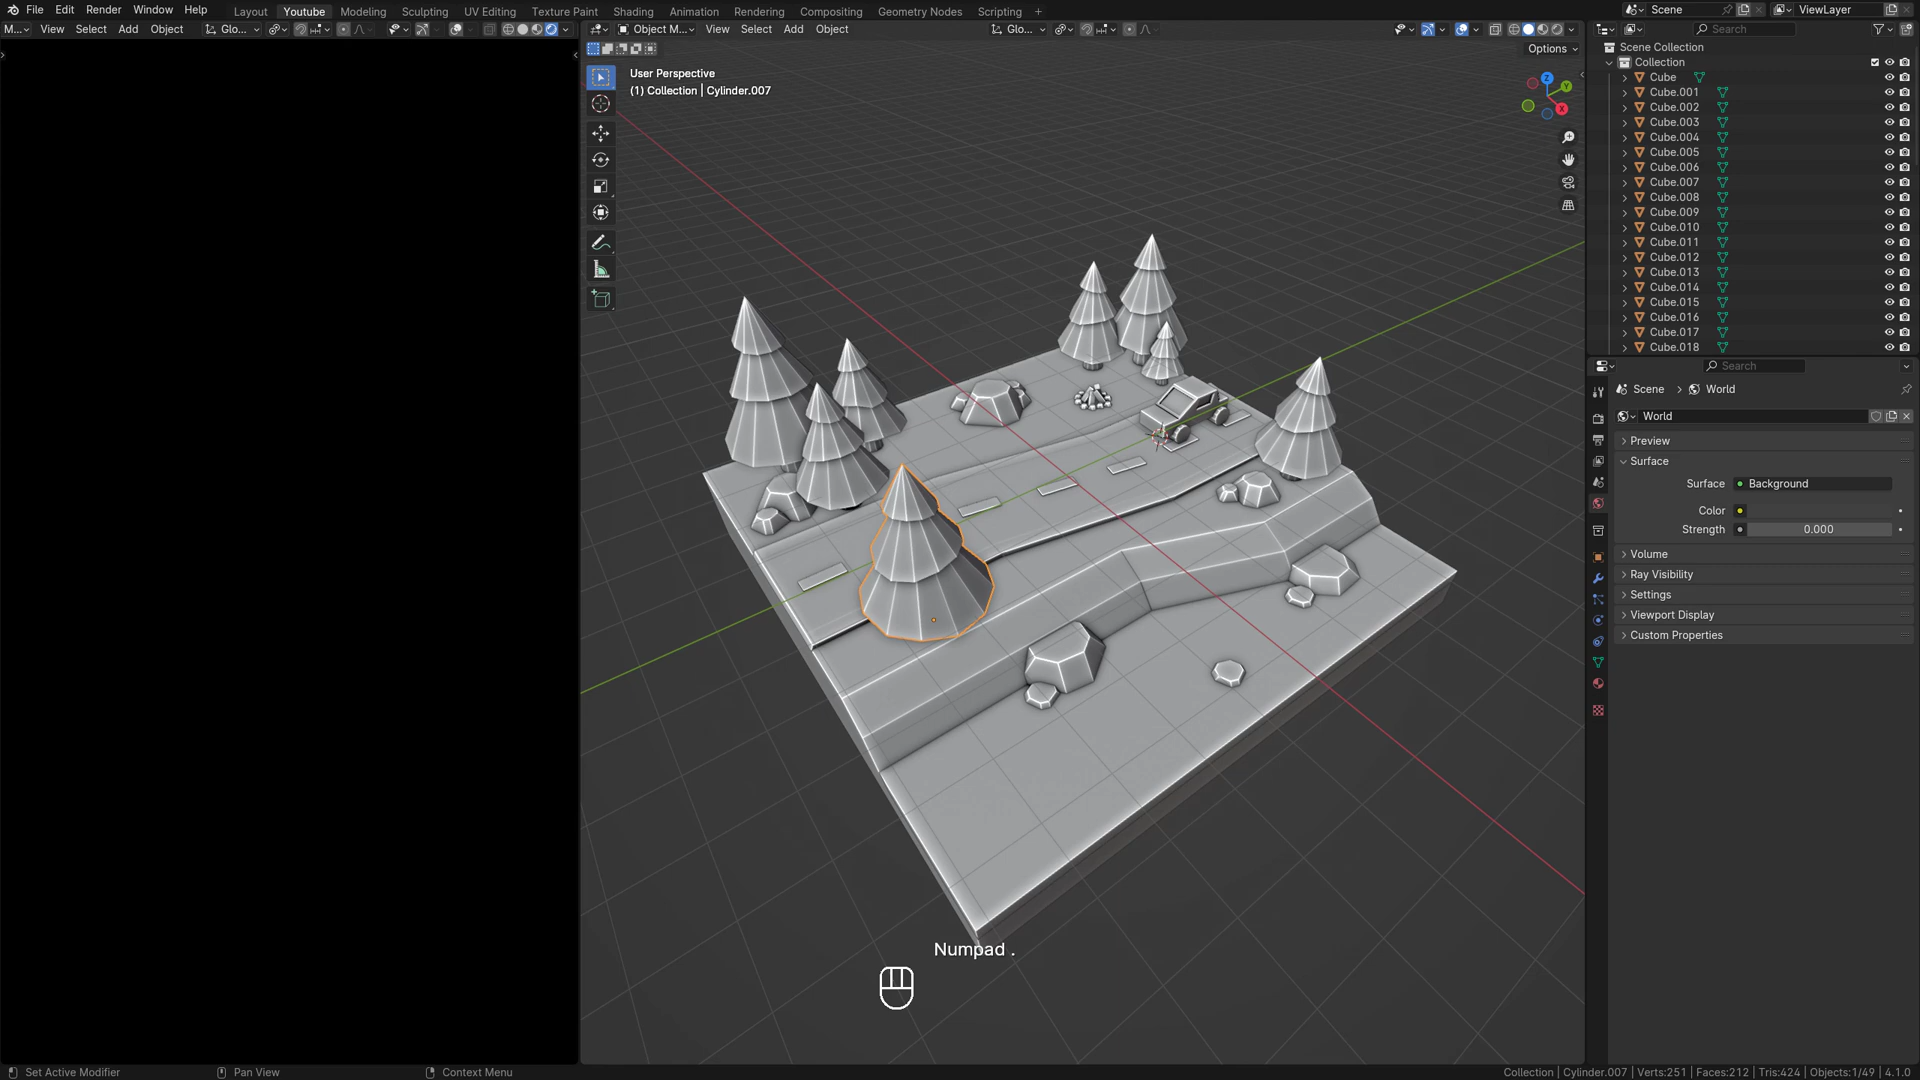 File Edit Render Window Help
Layout Youtube Modeling Sculpting UV Editing Texture Paint Shading Animation Rendering Compositing Geometry Nodes Scripting +
Scene
ViewLayer
M... View Select Add Object
Glo...
Object M... View Select Add Object
Glo...
Search
Options
User Perspective
(1) Collection | Cylinder.007
Z
Y
X
Scene Collection
Collection
Cube
Cube.001
Cube.002
Cube.003
Cube.004
Cube.005
Cube.006
Cube.007
Cube.008
Cube.009
Cube.010
Cube.011
Cube.012
Cube.013
Cube.014
Cube.015
Cube.016
Cube.017
Cube.018
Search
Scene > World
World
Preview
Surface
Surface Background
Color
Strength 0.000
Volume
Ray Visibility
Settings
Viewport Display
Custom Properties
Numpad .
Set Active Modifier
Pan View
Context Menu
Collection | Cylinder.007 | Verts:251 | Faces:212 | Tris:424 | Objects:1/49 | 4.1.0